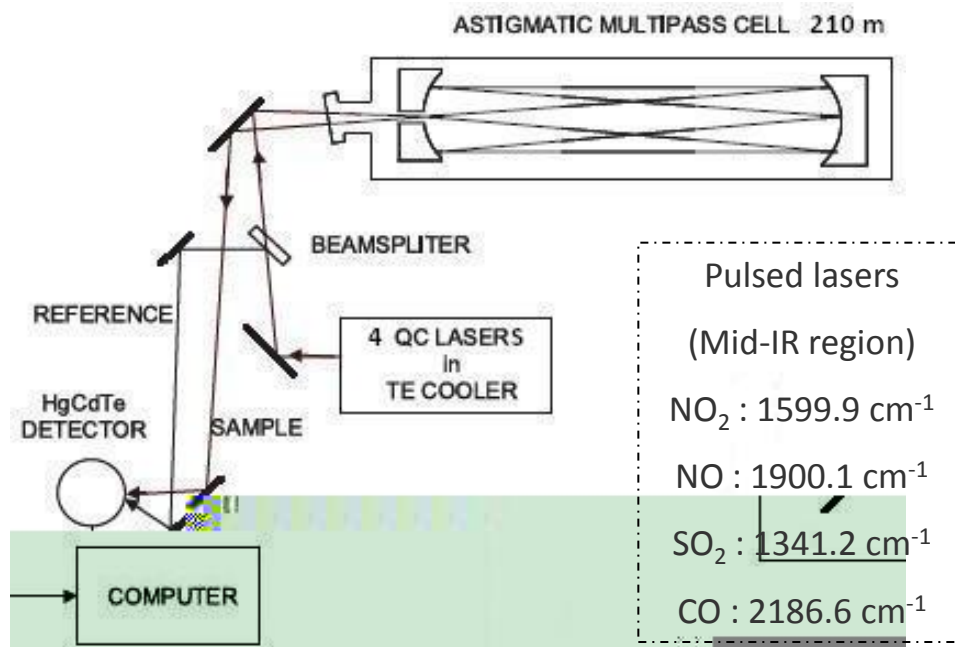 ASTIGMATIC MULTIPASS CELL 210 m
BEAMSPLITER
REFERENCE
4 QC LASERS
in
TE COOLER
HgCdTe
DETECTOR
SAMPLE
COMPUTER
Pulsed lasers
(Mid-IR region)
NO₂ : 1599.9 cm⁻¹
NO : 1900.1 cm⁻¹
SO₂ : 1341.2 cm⁻¹
CO : 2186.6 cm⁻¹